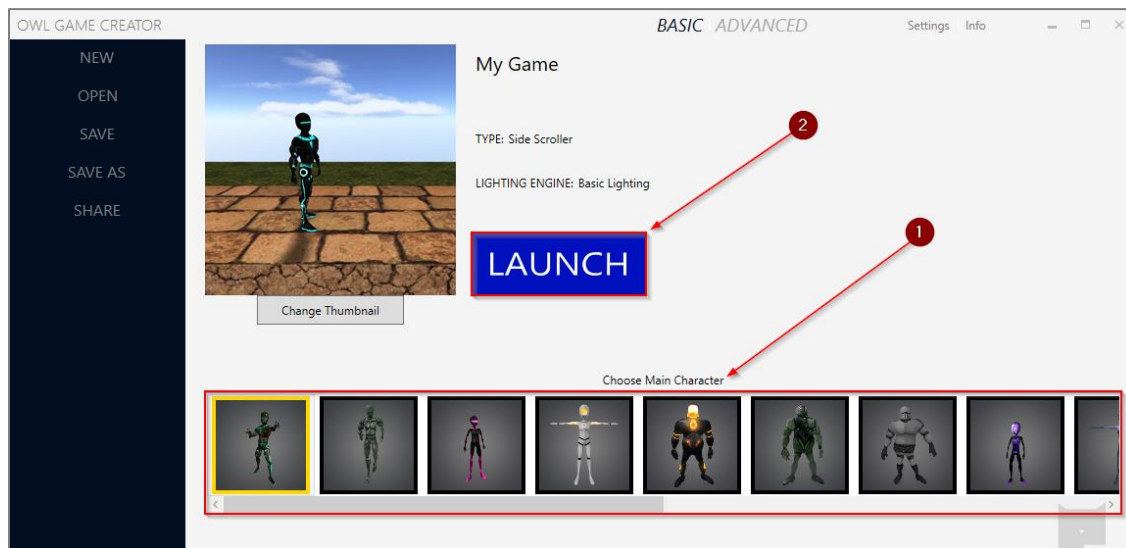 OWL GAME CREATOR
BASIC ADVANCED
Settings Info
NEW
OPEN
SAVE
SAVE AS
SHARE
My Game
TYPE: Side Scroller
LIGHTING ENGINE: Basic Lighting
2
1
LAUNCH
Change Thumbnail
Choose Main Character